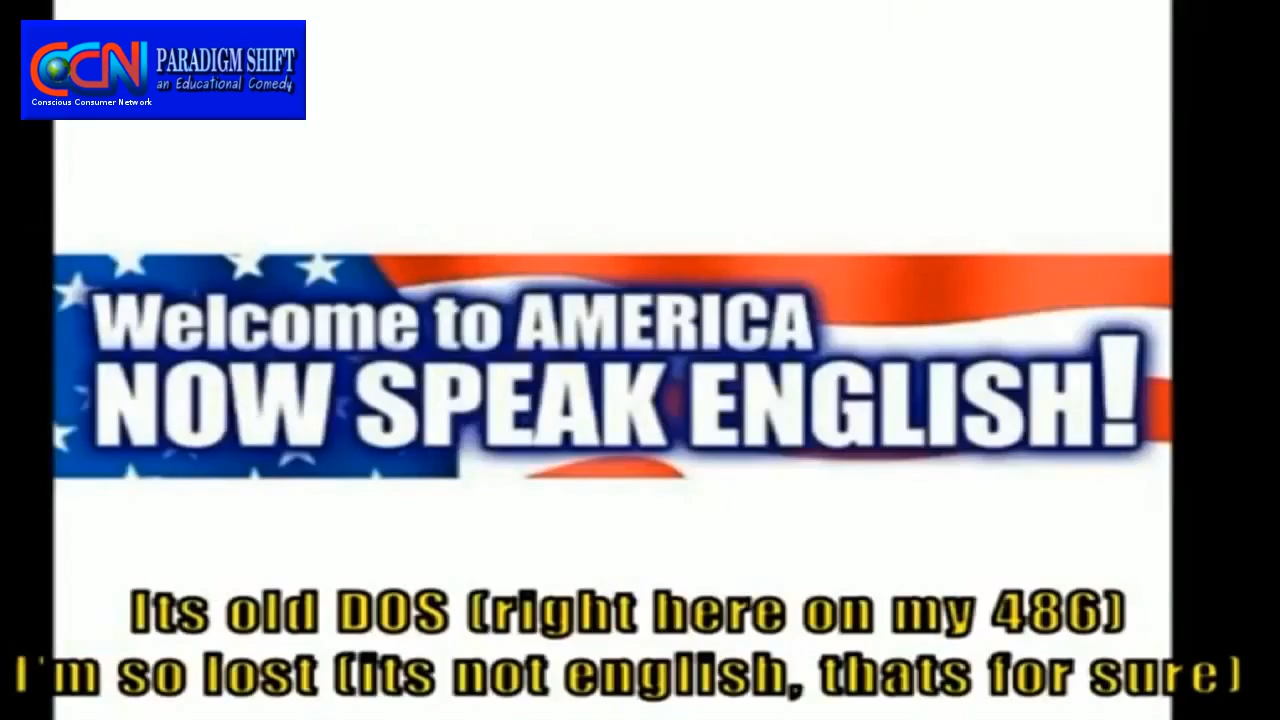 CCN PARADIGM SHIFT
an Educational Comedy
Conscious Consumer Network
Welcome to AMERICA
NOW SPEAK ENGLISH!
Its old DOS (right here on my 486)
I'm so lost (its not english, thats for sure)